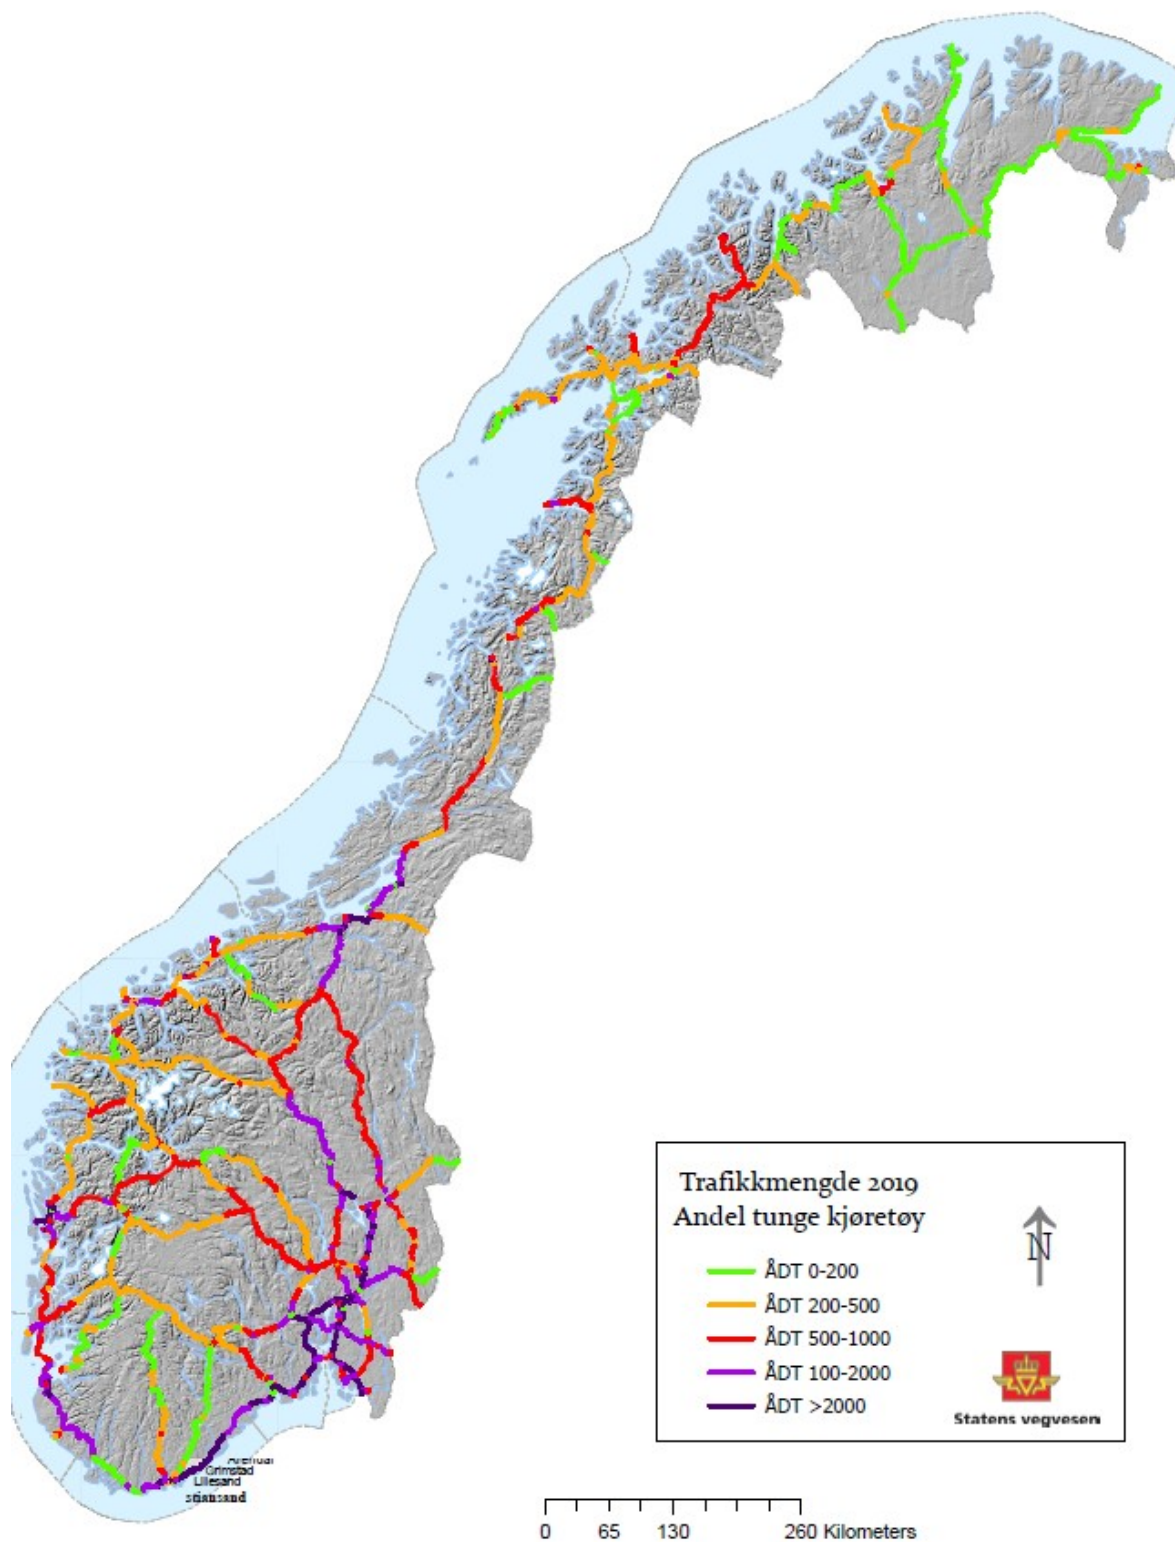 Trafikkmengde 2019
Andel tunge kjøretøy
N
ÅDT 0-200
ÅDT 200-500
ÅDT 500-1000
ÅDT 100-2000
ÅDT >2000
Statens vegvesen
Grimstad
Lillesand
stiansand
0 65 130 260 Kilometers